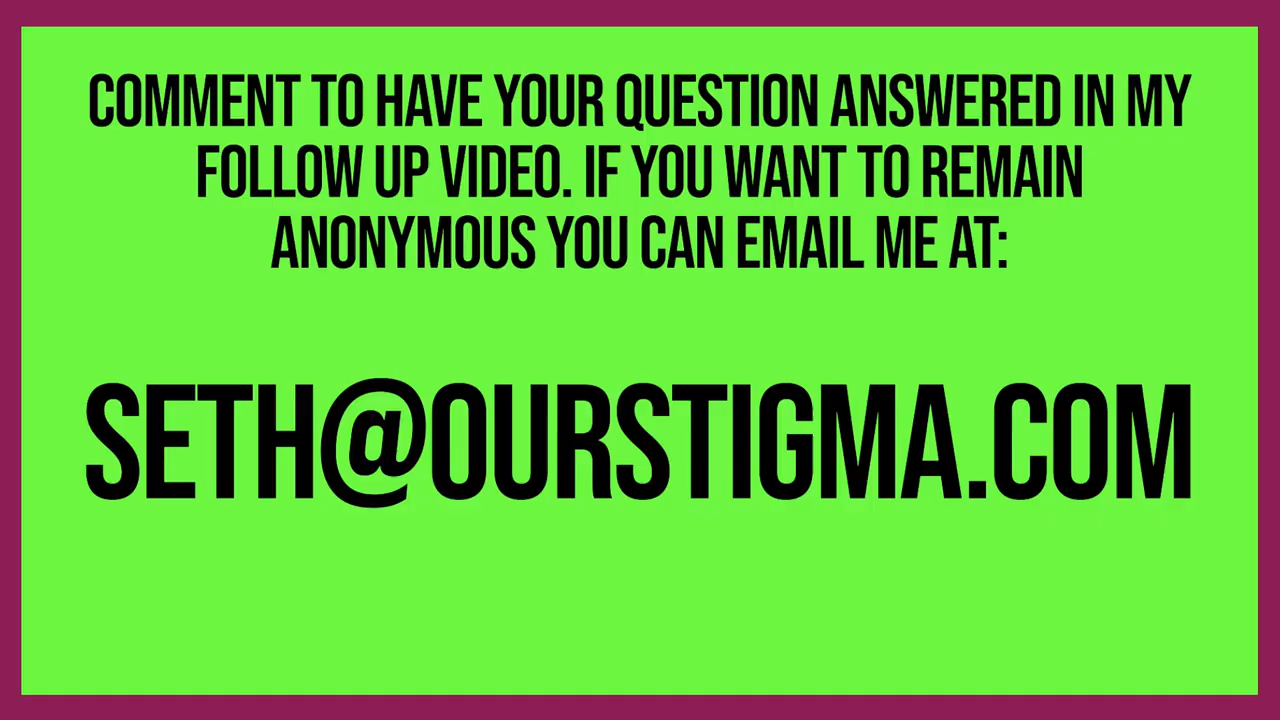 COMMENT TO HAVE YOUR QUESTION ANSWERED IN MY
FOLLOW UP VIDEO. IF YOU WANT TO REMAIN
ANONYMOUS YOU CAN EMAIL ME AT:
SETH@OURSTIGMA.COM